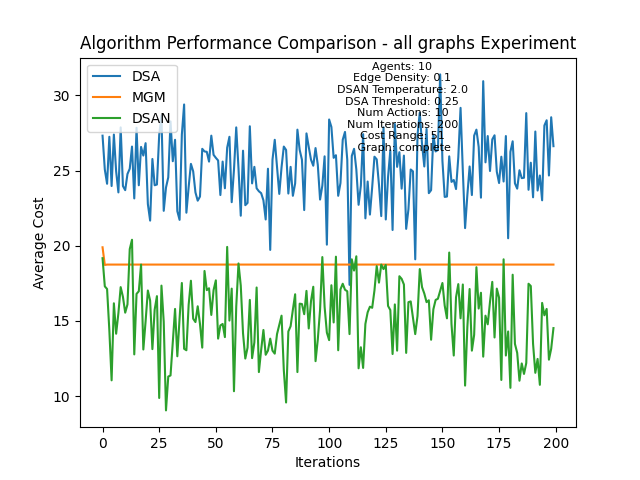 Algorithm Performance Comparison - all graphs Experiment
DSA
MGM
DSAN
Agents: 10
Edge Density: 0.1
DSAN Temperature: 2.0
DSA Threshold: 0.25
Num Actions: 10
Num Iterations: 200
Cost Range: 51
Graph: complete
Average Cost
30
25
20
15
10
0 25 50 75 100 125 150 175 200
Iterations